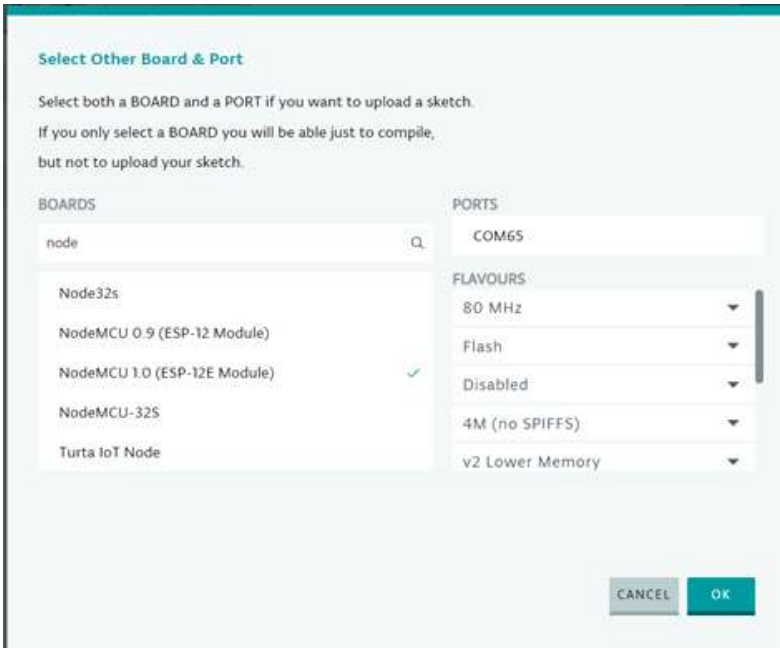 Select Other Board & Port
Select both a BOARD and a PORT if you want to upload a sketch.
If you only select a BOARD you will be able just to compile,
but not to upload your sketch.
BOARDS
node
Node32s
NodeMCU 0.9 (ESP-12 Module)
NodeMCU 1.0 (ESP-12E Module)
NodeMCU-32S
Turta IoT Node
PORTS
COM65
FLAVOURS
80 MHz
Flash
Disabled
4M (no SPIFFS)
v2 Lower Memory
CANCEL
OK